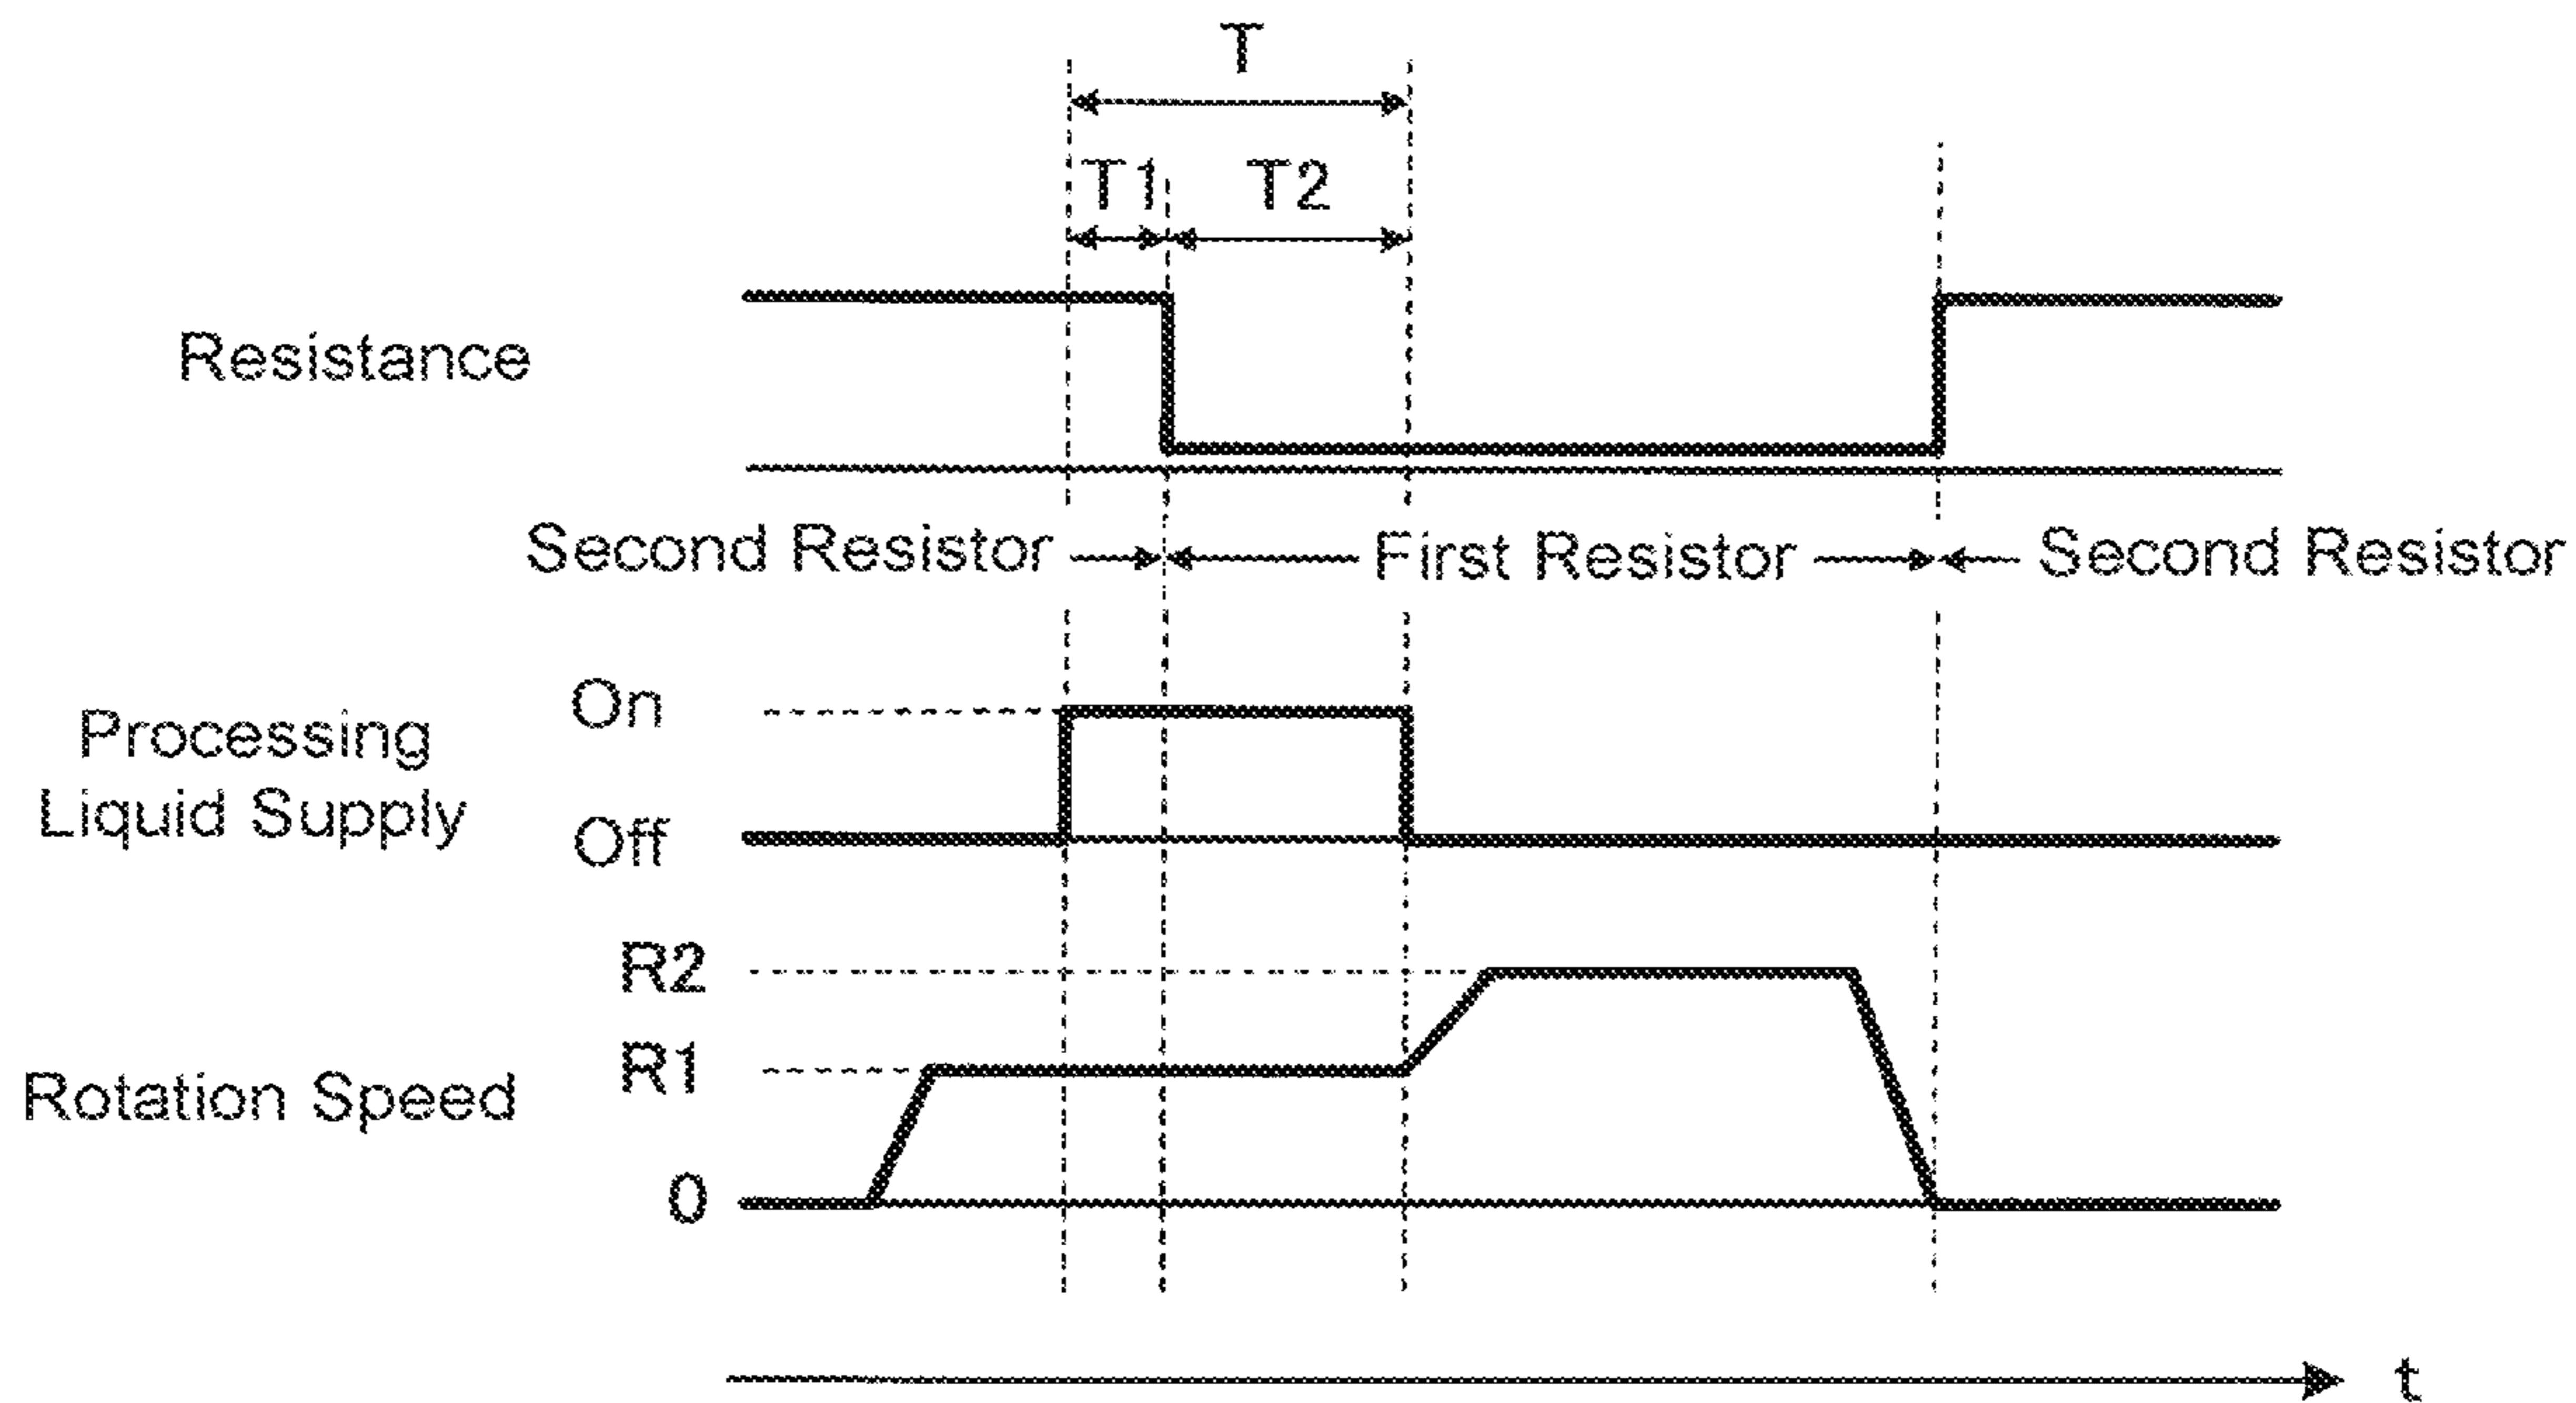 T
T1 T2
Resistance
Second Resistor First Resistor Second Resistor
On
Processing
Liquid Supply
Off
R2
R1
Rotation Speed
0
t